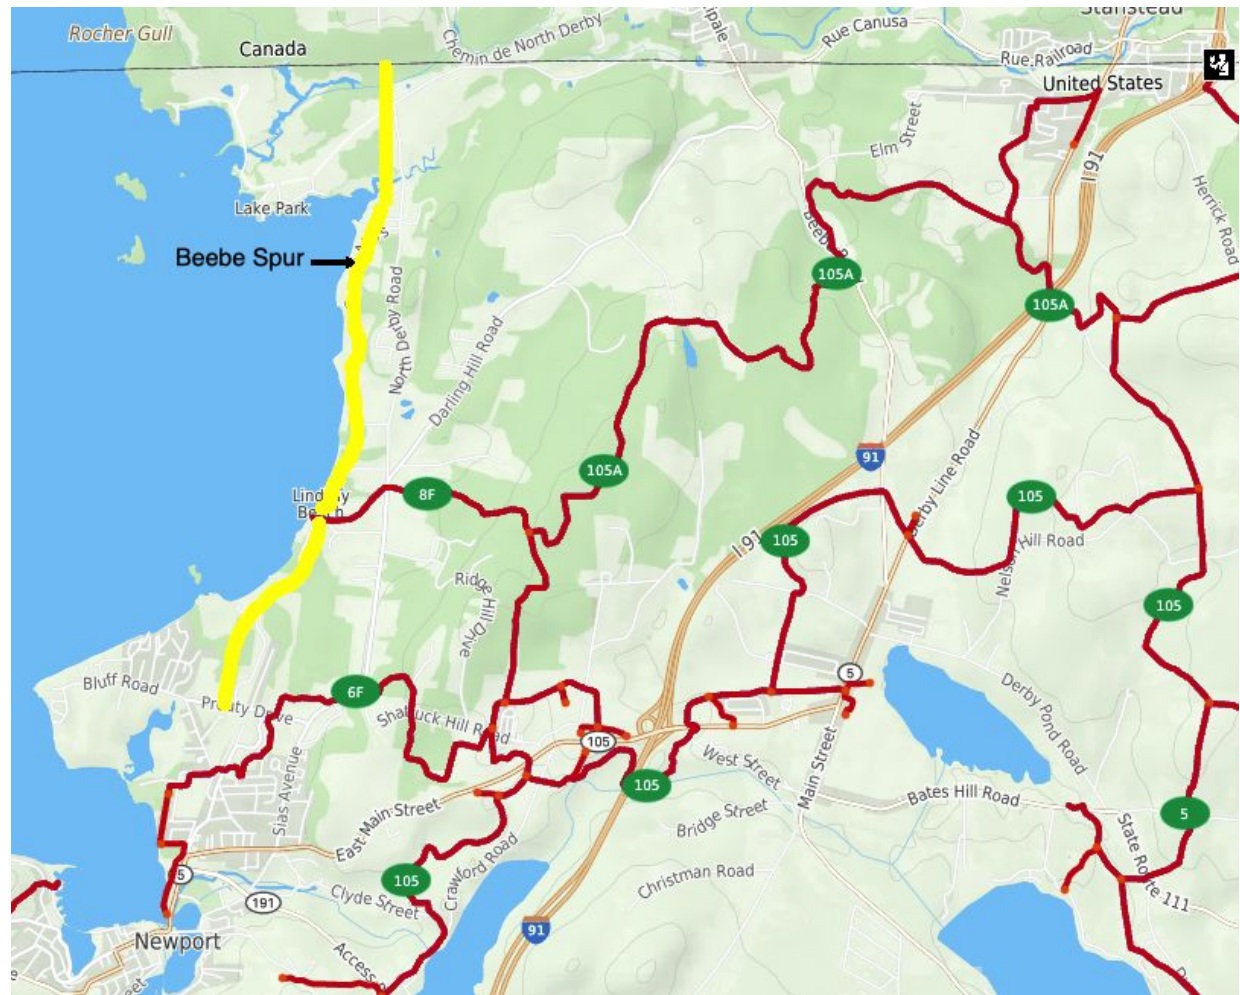 Rocher Gull
Canada
Chemin de North Derby
Rue Canusa
Stanstead
Rue Railroad
United States
Elm Street
I 91
Herrick Road
Lake Park
Beebe Spur
North Derby Road
Darling Hill Road
105A
105A
105A
91
Derby Line Road
8F
105
I 91
105
Nelson Hill Road
Ridge Hill Drive
105
Bluff Road
Prouty Drive
6F
Shattuck Hill Road
5
Derby Pond Road
105
West Street
Main Street
105
Bates Hill Road
5
Sias Avenue
East Main Street
Bridge Street
State Route 111
5
105
Crawford Road
Christman Road
Clyde Street
191
91
Newport